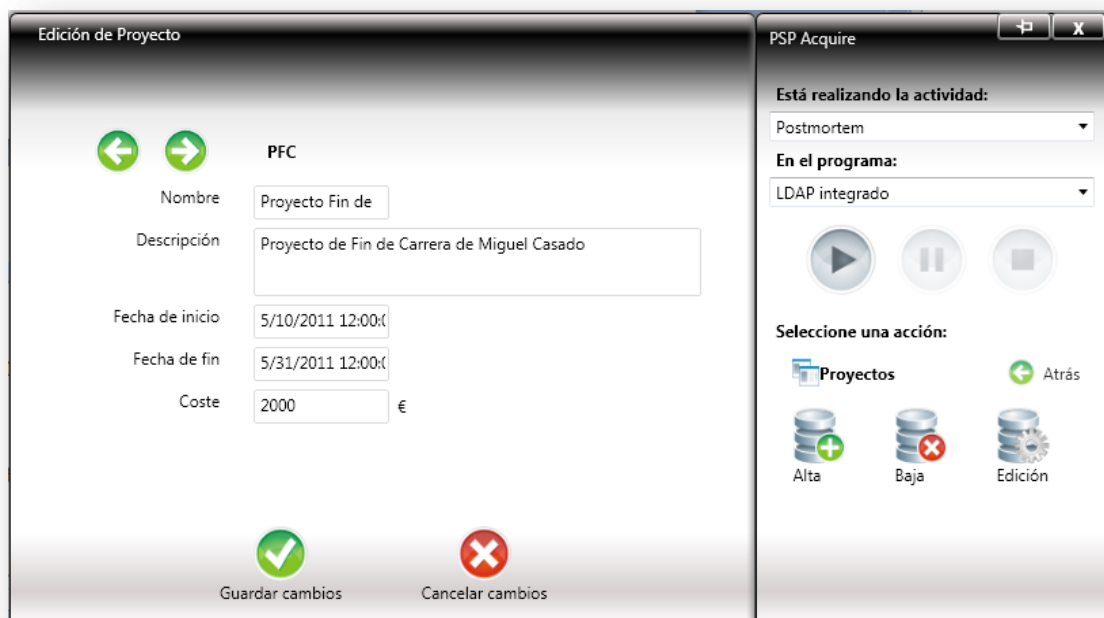 Edición de Proyecto
PFC
Nombre
Proyecto Fin de
Descripción
Proyecto de Fin de Carrera de Miguel Casado
Fecha de inicio
5/10/2011 12:00:(
Fecha de fin
5/31/2011 12:00:(
Coste
2000
€
Guardar cambios
Cancelar cambios
PSP Acquire
X
Está realizando la actividad:
Postmortem
En el programa:
LDAP integrado
Seleccione una acción:
Proyectos
Atrás
Alta
Baja
Edición